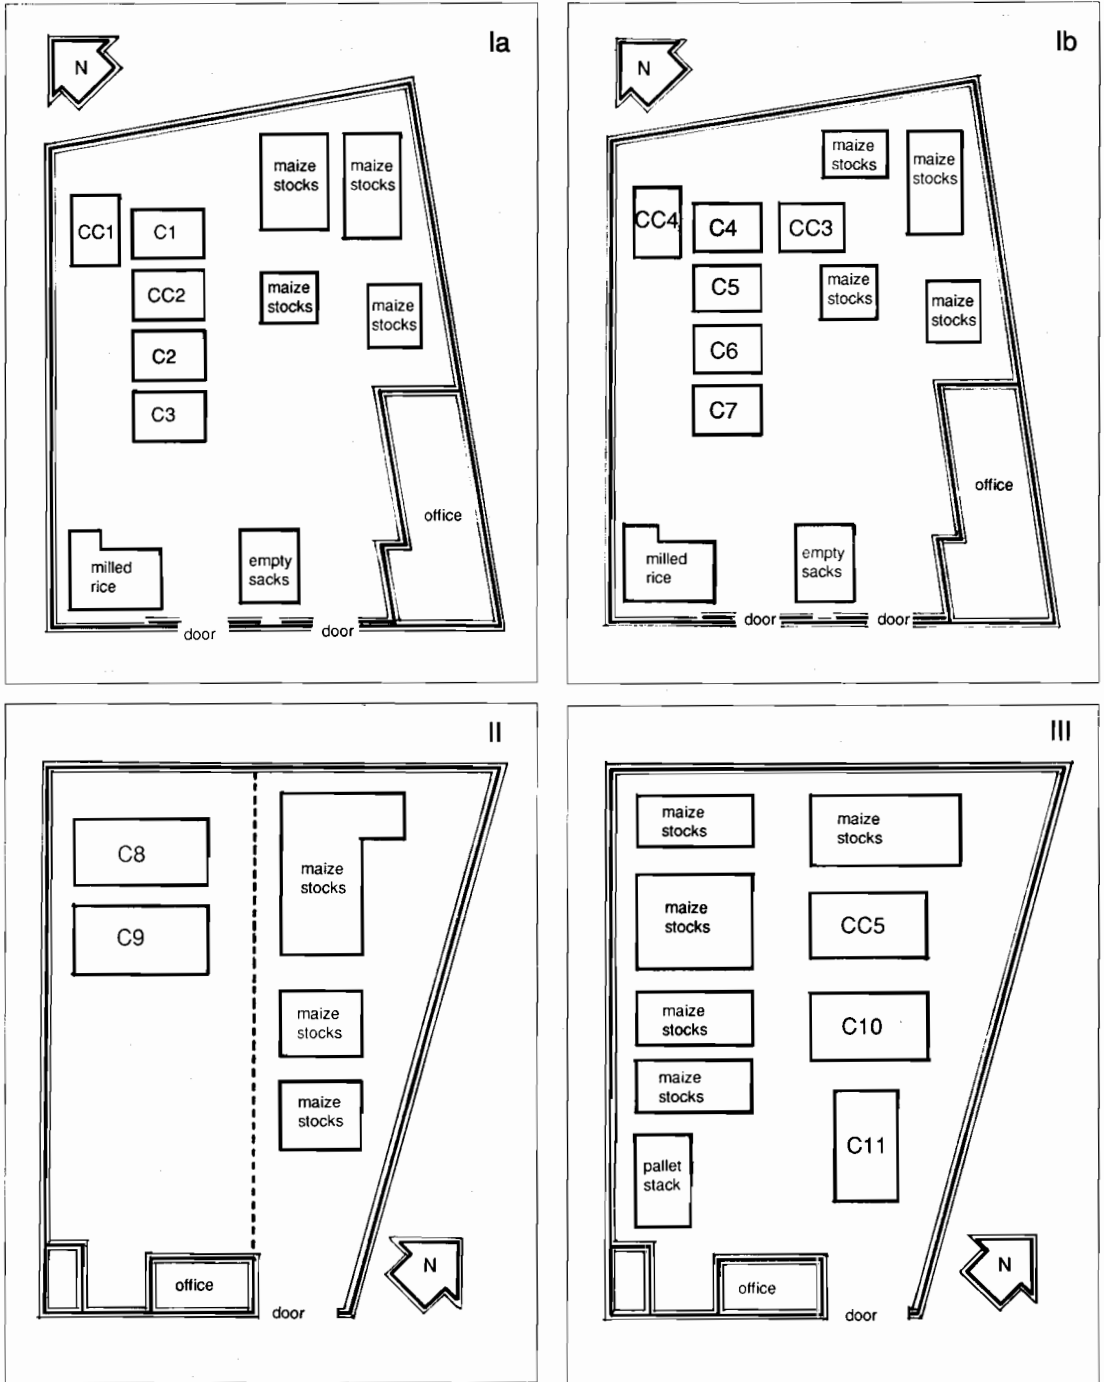 Ia
N
maize
stocks
maize
stocks
CC1
C1
CC2
maize
stocks
maize
stocks
C2
C3
office
milled
rice
empty
sacks
door
door
Ib
N
maize
stocks
maize
stocks
CC4
C4
CC3
C5
maize
stocks
maize
stocks
C6
C7
office
milled
rice
empty
sacks
door
door
II
C8
C9
maize
stocks
maize
stocks
maize
stocks
N
office
door
III
maize
stocks
maize
stocks
maize
stocks
CC5
maize
stocks
C10
maize
stocks
C11
pallet
stack
N
office
door